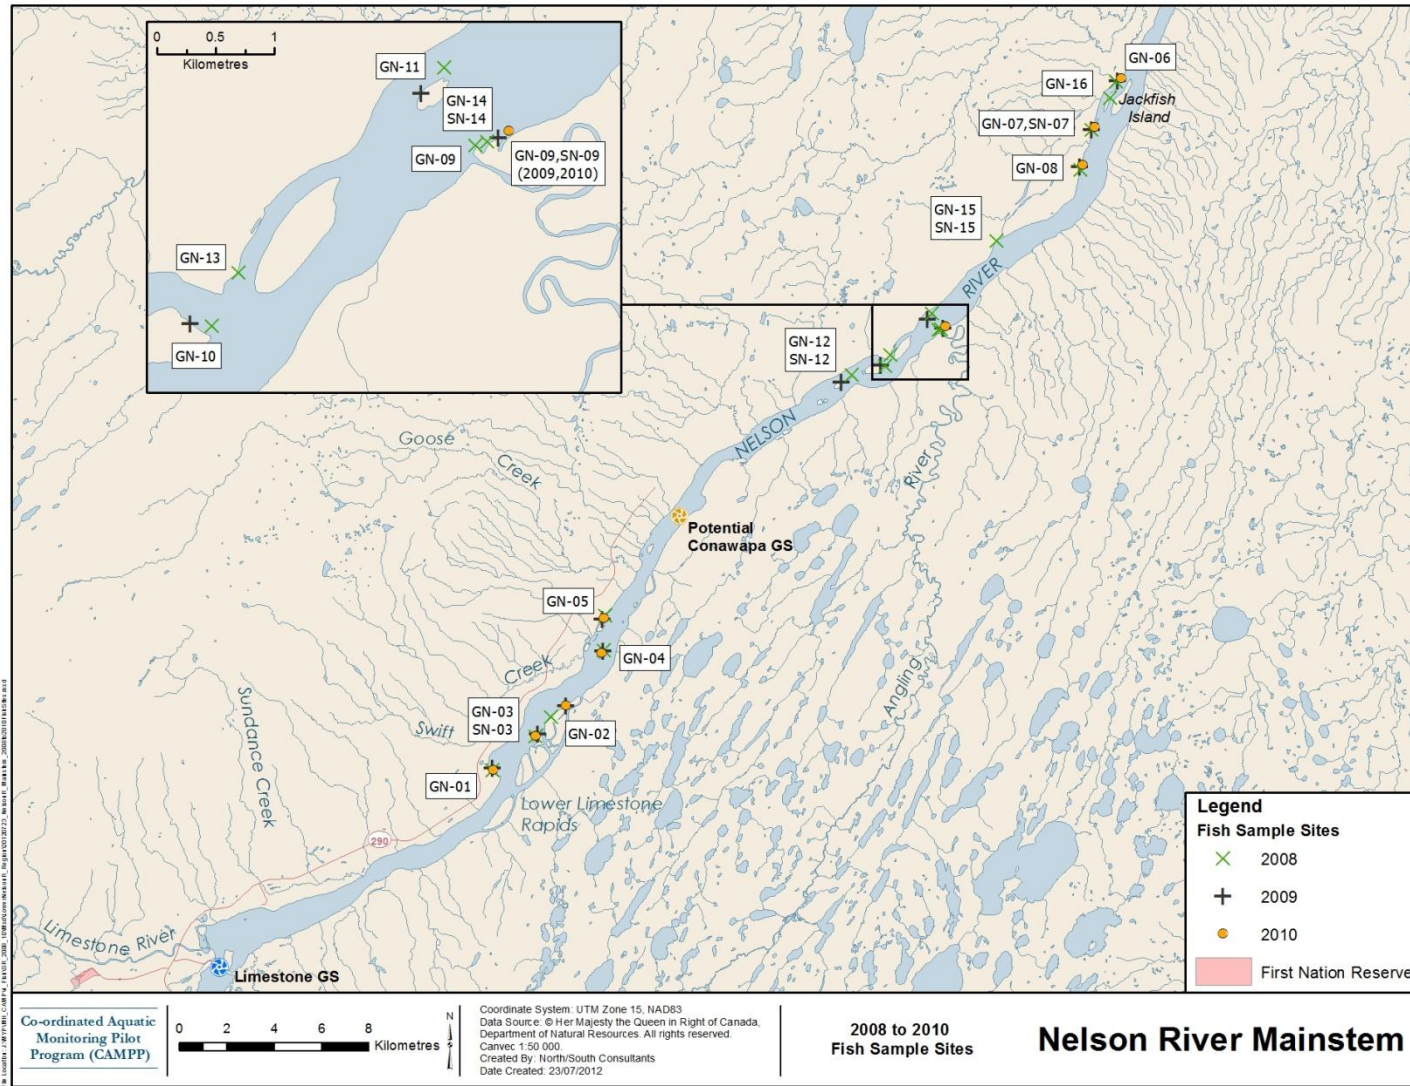 0 0.5 1
Kilometres
GN-11
GN-14
SN-14
GN-09
GN-09,SN-09
(2009,2010)
GN-13
GN-10
GN-06
GN-16
Jackfish
Island
GN-07,SN-07
GN-08
GN-15
SN-15
RIVER
GN-12
SN-12
NELSON
River
Goose
Creek
Potential
Conawapa GS
GN-05
GN-04
Creek
Angling
Sundance Creek
Swift
GN-03
SN-03
GN-02
GN-01
Lower Limestone
Rapids
290
Limestone River
Limestone GS
Legend
Fish Sample Sites
2008
2009
2010
First Nation Reserve
Co-ordinated Aquatic
Monitoring Pilot
Program (CAMPP)
0 2 4 6 8
Kilometres
N
Coordinate System: UTM Zone 15, NAD83
Data Source: © Her Majesty the Queen in Right of Canada,
Department of Natural Resources. All rights reserved.
Canvec 1:50 000.
Created By: North/South Consultants
Date Created: 23/07/2012
2008 to 2010
Fish Sample Sites
Nelson River Mainstem